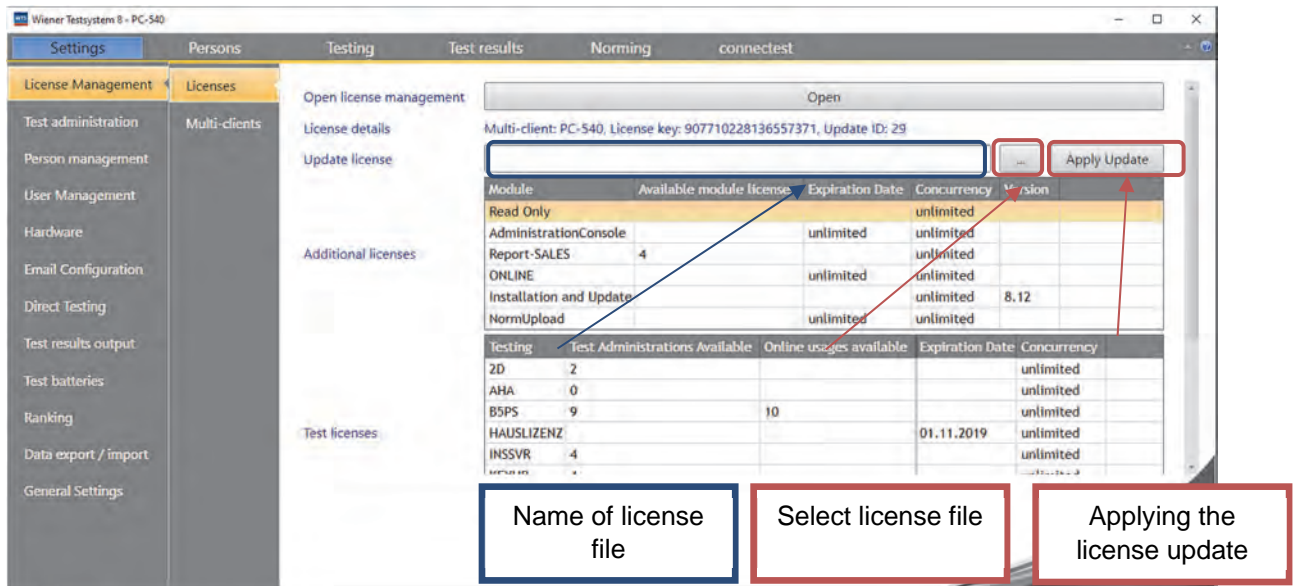 WTS Wiener Testsystem 8 - PC-540
Settings Persons Testing Test results Norming connectest
License Management Licenses
Test administration Multi-clients
Person management
User Management
Hardware
Email Configuration
Direct Testing
Test results output
Test batteries
Ranking
Data export / import
General Settings
Open license management Open
License details Multi-client: PC-540, License key: 907710228136557371, Update ID: 29
Update license ... Apply Update
Additional licenses
Module Available module license Expiration Date Concurrency Version
Read Only unlimited
AdministrationConsole unlimited unlimited
Report-SALES 4 unlimited
ONLINE unlimited unlimited
Installation and Update unlimited 8.12
NormUpload unlimited unlimited
Test licenses
Testing Test Administrations Available Online usages available Expiration Date Concurrency
2D 2 unlimited
AHA 0 unlimited
B5PS 9 10 unlimited
HAUSLIZENZ 01.11.2019 unlimited
INSSVR 4 unlimited
unlimited
Name of license
file
Select license file
Applying the
license update